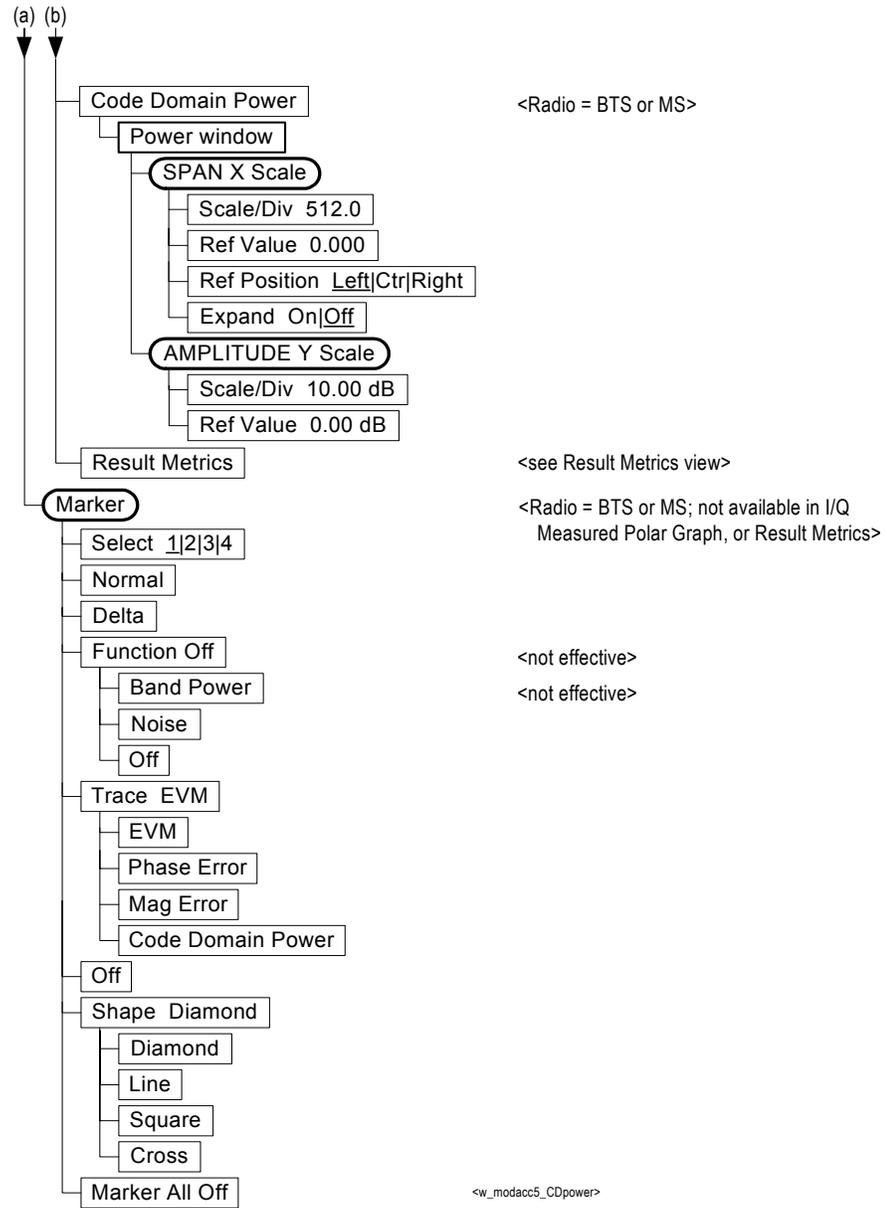 (a) (b)
Code Domain Power <Radio = BTS or MS>
Power window
SPAN X Scale
Scale/Div 512.0
Ref Value 0.000
Ref Position Left|Ctr|Right
Expand On|Off
AMPLITUDE Y Scale
Scale/Div 10.00 dB
Ref Value 0.00 dB
Result Metrics <see Result Metrics view>
Marker <Radio = BTS or MS; not available in I/Q
Measured Polar Graph, or Result Metrics>
Select 1|2|3|4
Normal
Delta
Function Off <not effective>
Band Power <not effective>
Noise
Off
Trace EVM
EVM
Phase Error
Mag Error
Code Domain Power
Off
Shape Diamond
Diamond
Line
Square
Cross
Marker All Off <w_modacc5_CDpower>